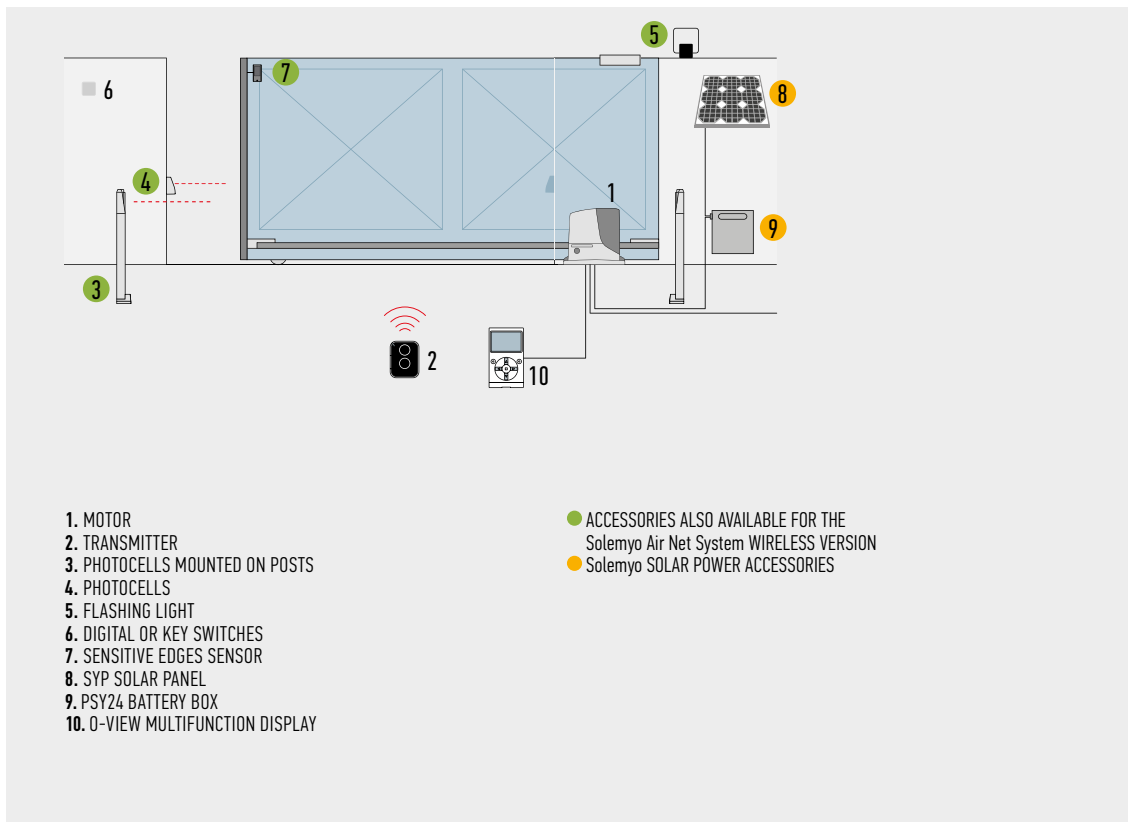 5
6
7
8
4
1
9
3
2
10
1. MOTOR
2. TRANSMITTER
3. PHOTOCELLS MOUNTED ON POSTS
4. PHOTOCELLS
5. FLASHING LIGHT
6. DIGITAL OR KEY SWITCHES
7. SENSITIVE EDGES SENSOR
8. SYP SOLAR PANEL
9. PSY24 BATTERY BOX
10. O-VIEW MULTIFUNCTION DISPLAY
ACCESSORIES ALSO AVAILABLE FOR THE
Solemyo Air Net System WIRELESS VERSION
Solemyo SOLAR POWER ACCESSORIES